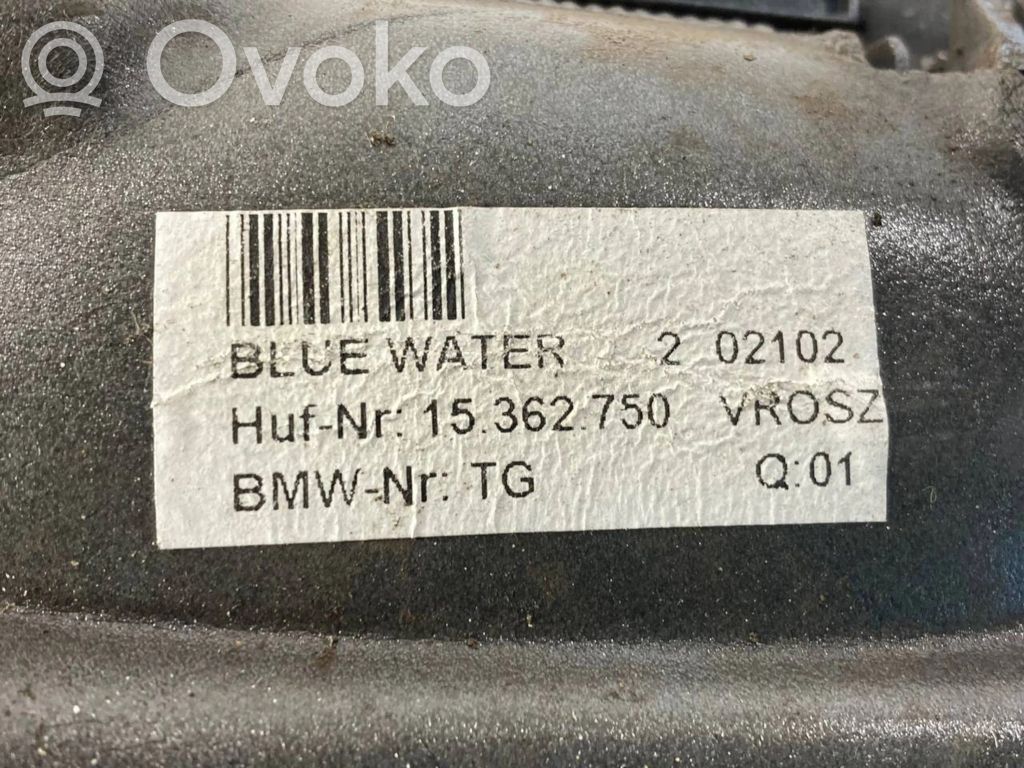 Ovoko
BLUE WATER 2 02102
Huf-Nr: 15.362.750 VROSZ
BMW-Nr: TG Q:01